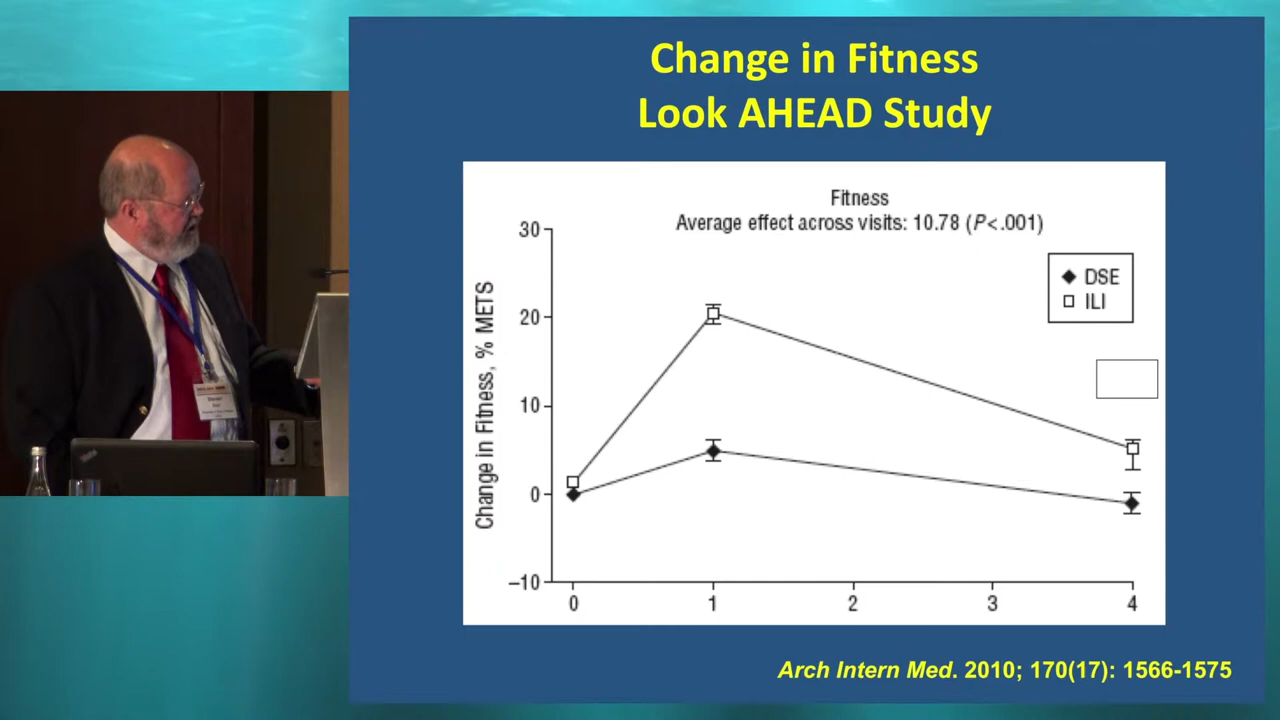 Change in Fitness
Look AHEAD Study
Fitness
Average effect across visits: 10.78 (P<.001)
30
20
10
0
−10
Change in Fitness, % METS
DSE
ILI
0 1 2 3 4
Arch Intern Med. 2010; 170(17): 1566-1575